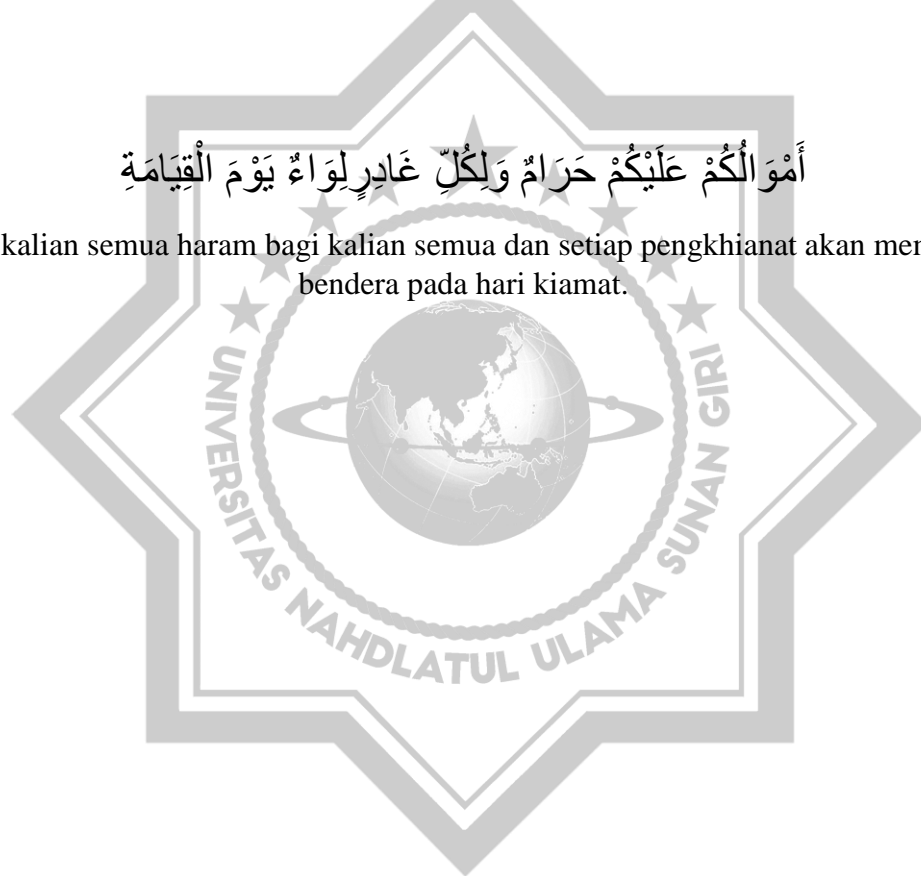 أَمْوَالُكُمْ عَلَيْكُمْ حَرَامٌ وَلِكُلِّ غَادِرٍلِوَاءٌ يَوْمَ الْقِيَامَةِ
kalian semua haram bagi kalian semua dan setiap pengkhianat akan
bendera pada hari kiamat.
UNIVERSITAS NAHDLATUL ULAMA SUNAN GIRI